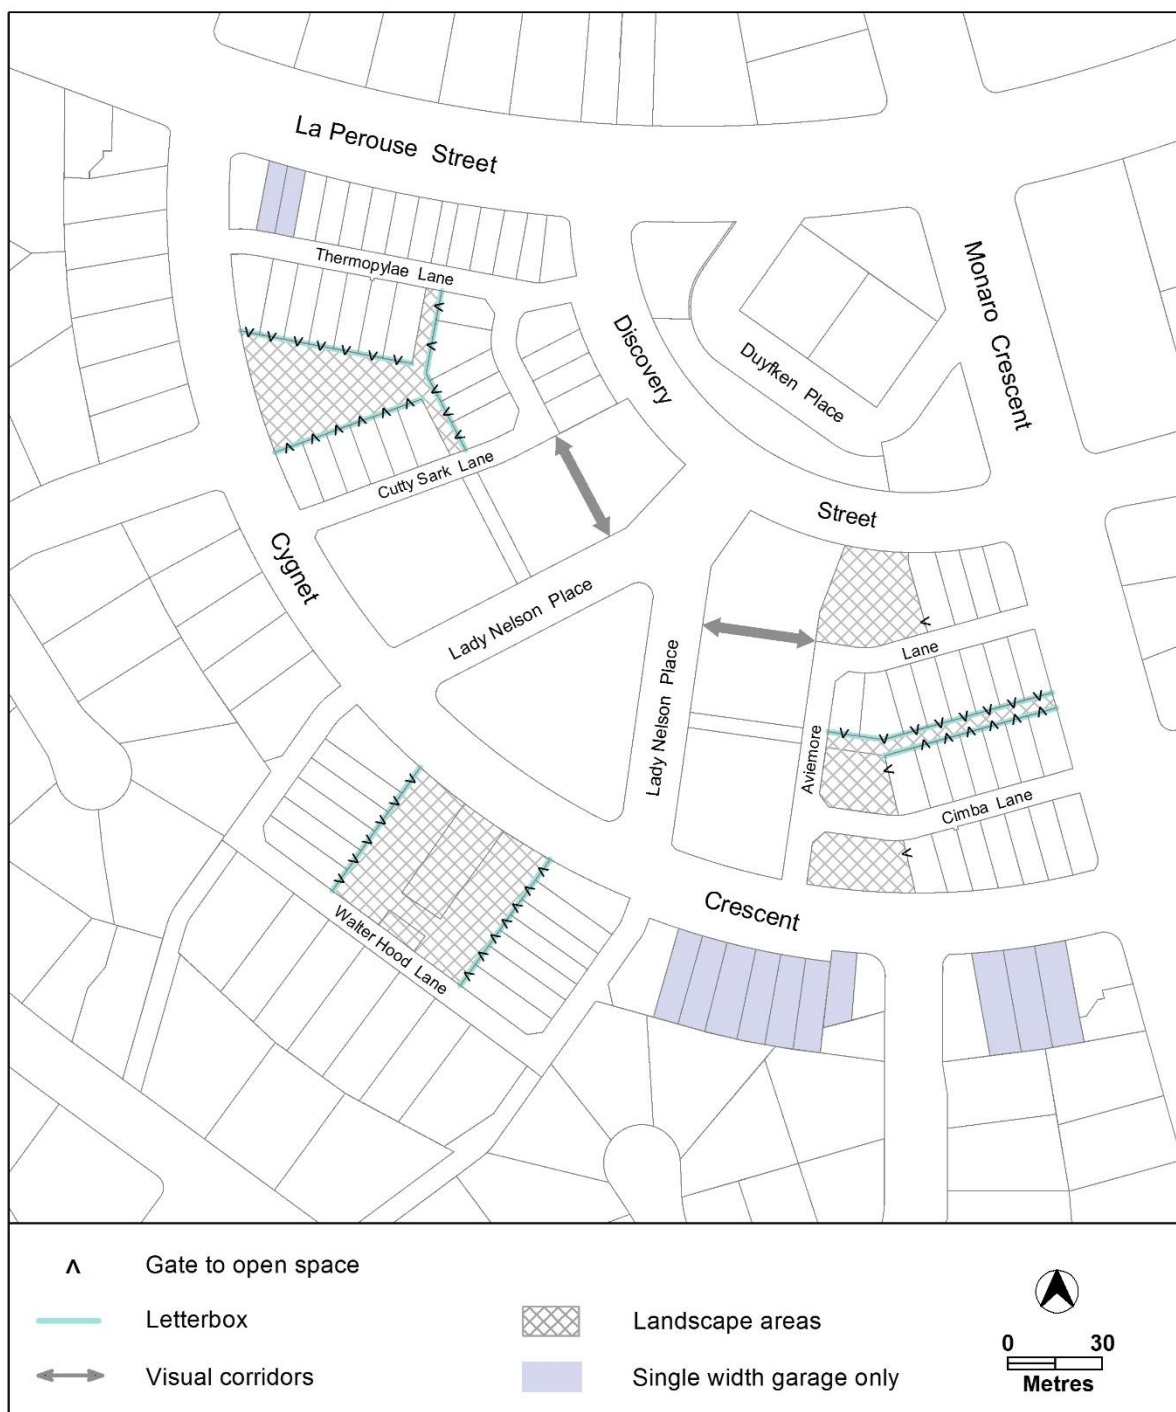 La Perouse Street
Thermopylae Lane
Discovery
Monaro Crescent
Duyfken Place
Cutty Sark Lane
Street
Cygnet
Lady Nelson Place
Lane
Lady Nelson Place
Aviemore
Cimba Lane
Crescent
Walter Hood Lane
Gate to open space
Letterbox
Landscape areas
0 30
Visual corridors
Single width garage only
Metres